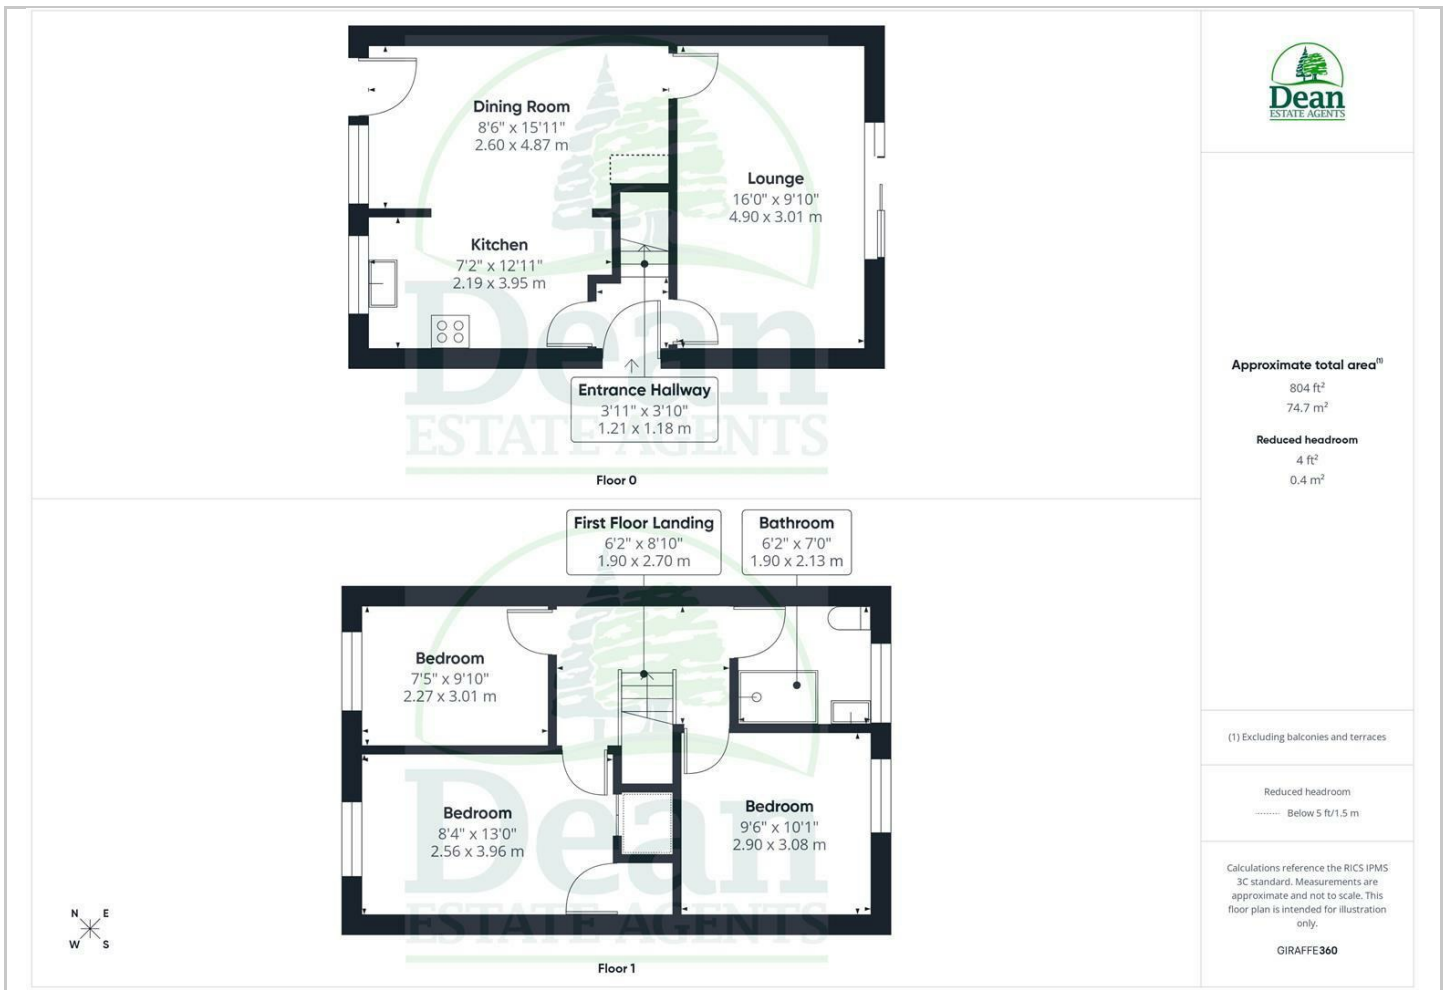 Dining Room
8'6" x 15'11"
2.60 x 4.87 m
Lounge
16'0" x 9'10"
4.90 x 3.01 m
Kitchen
7'2" x 12'11"
2.19 x 3.95 m
Entrance Hallway
3'11" x 3'10"
1.21 x 1.18 m
Dean
ESTATE AGENTS
Floor 0
First Floor Landing
6'2" x 8'10"
1.90 x 2.70 m
Bathroom
6'2" x 7'0"
1.90 x 2.13 m
Bedroom
7'5" x 9'10"
2.27 x 3.01 m
Bedroom
8'4" x 13'0"
2.56 x 3.96 m
Bedroom
9'6" x 10'1"
2.90 x 3.08 m
Dean
ESTATE AGENTS
N E
W S
Floor 1
Dean
ESTATE AGENTS
Approximate total area(1)
804 ft²
74.7 m²
Reduced headroom
4 ft²
0.4 m²
(1) Excluding balconies and terraces
Reduced headroom
Below 5 ft/1.5 m
Calculations reference the RICS IPMS
3C standard. Measurements are
approximate and not to scale. This
floor plan is intended for illustration
only.
GIRAFFE360